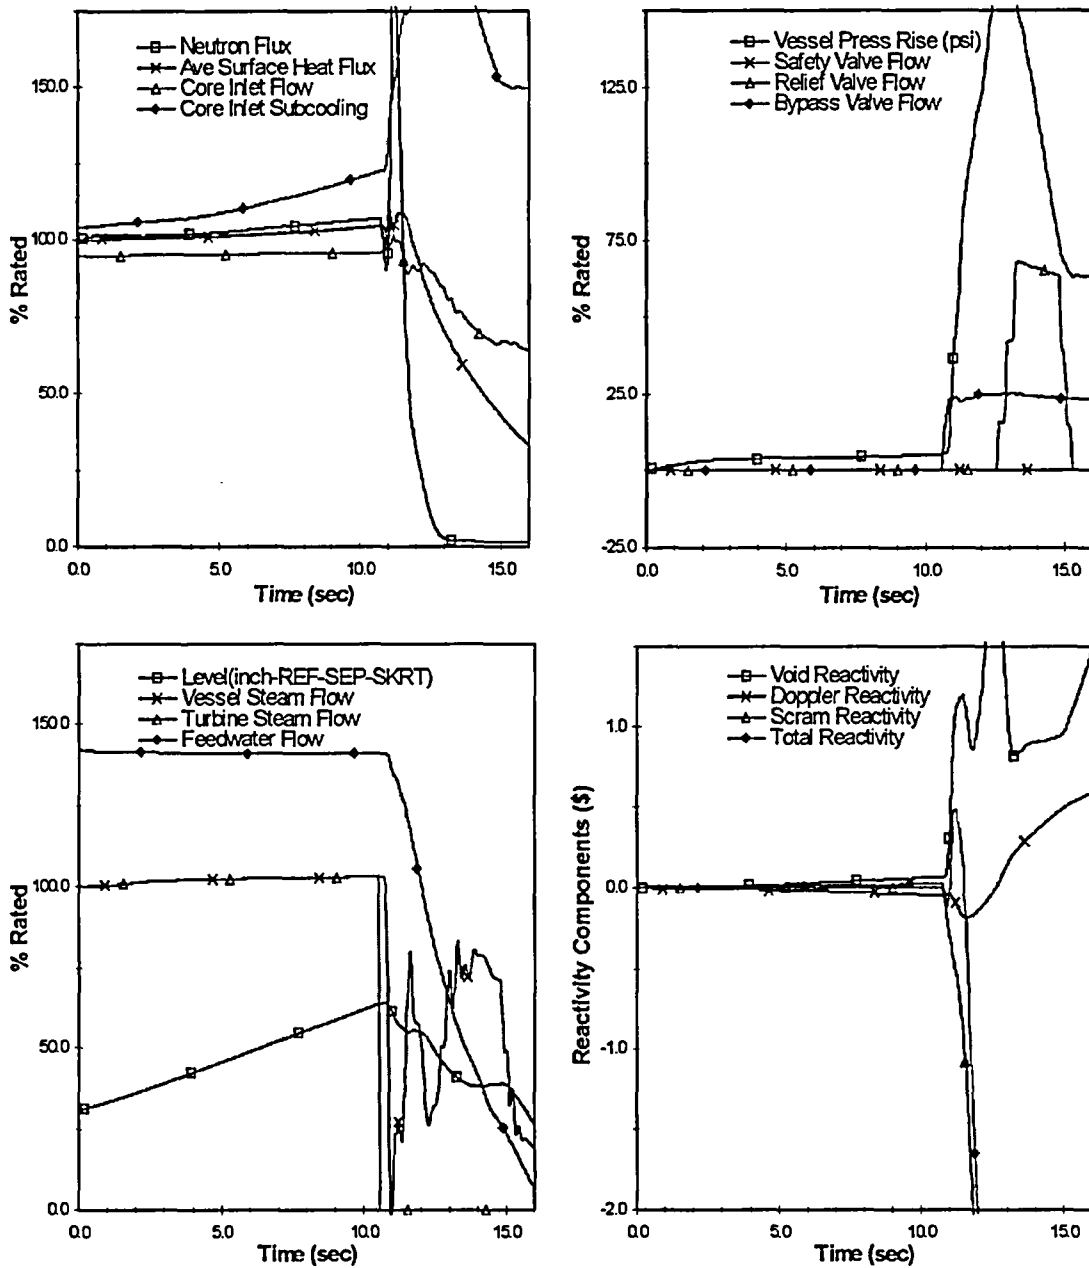 Neutron Flux
Ave Surface Heat Flux
Core Inlet Flow
Core Inlet Subcooling
150.0
100.0
50.0
0.0
% Rated
0.0 5.0 10.0 15.0
Time (sec)
Vessel Press Rise (psi)
Safety Valve Flow
Relief Valve Flow
Bypass Valve Flow
125.0
75.0
25.0
-25.0
% Rated
0.0 5.0 10.0 15.0
Time (sec)
Level(inch-REF-SEP-SKRT)
Vessel Steam Flow
Turbine Steam Flow
Feedwater Flow
150.0
100.0
50.0
0.0
% Rated
0.0 5.0 10.0 15.0
Time (sec)
Void Reactivity
Doppler Reactivity
Scram Reactivity
Total Reactivity
1.0
0.0
-1.0
-2.0
Reactivity Components ($)
0.0 5.0 10.0 15.0
Time (sec)